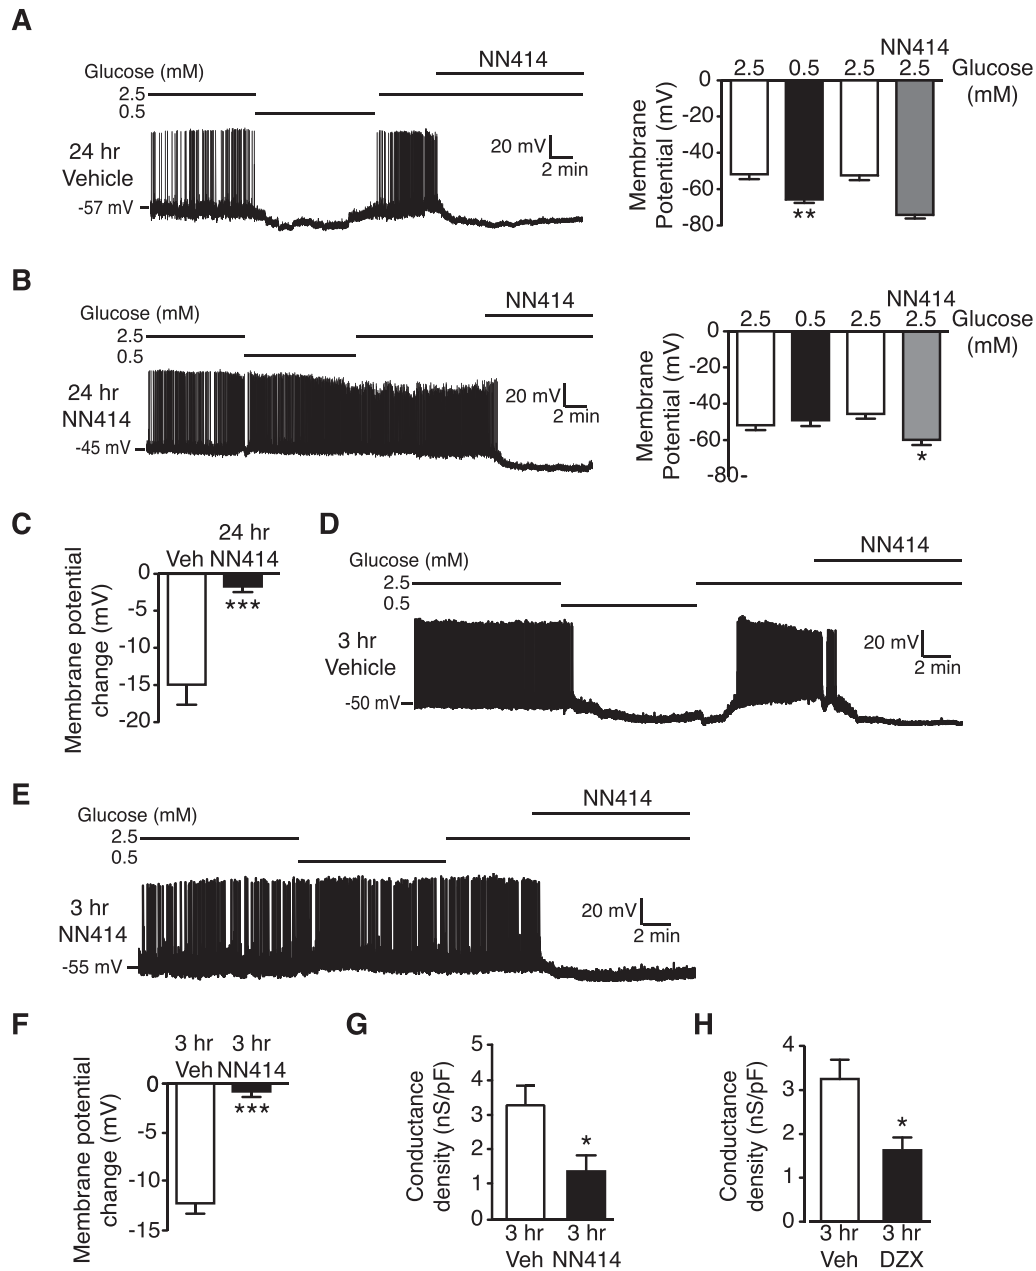 A
NN414
Glucose (mM)
2.5
0.5
24 hr
Vehicle
-57 mV
20 mV
2 min
NN414
2.5 0.5 2.5 2.5
Glucose
(mM)
0
-20
-40
-60
-80
Membrane
Potential (mV)
**
B
NN414
Glucose (mM)
2.5
0.5
24 hr
NN414
-45 mV
20 mV
2 min
NN414
2.5 0.5 2.5 2.5
Glucose
(mM)
0
-20
-40
-60
-80-
Membrane
Potential (mV)
*
C
24 hr
Veh NN414
0
-5
-10
-15
-20
Membrane potential
change (mV)
***
D
NN414
Glucose (mM)
2.5
0.5
3 hr
Vehicle
-50 mV
20 mV
2 min
E
NN414
Glucose (mM)
2.5
0.5
3 hr
NN414
-55 mV
20 mV
2 min
F
3 hr 3 hr
Veh NN414
0
-5
-10
-15
Membrane potential
change (mV)
***
G
5
4
3
2
1
0
Conductance
density (nS/pF)
*
3 hr 3 hr
Veh NN414
H
4
3
2
1
0
Conductance
density (nS/pF)
*
3 hr 3 hr
Veh DZX